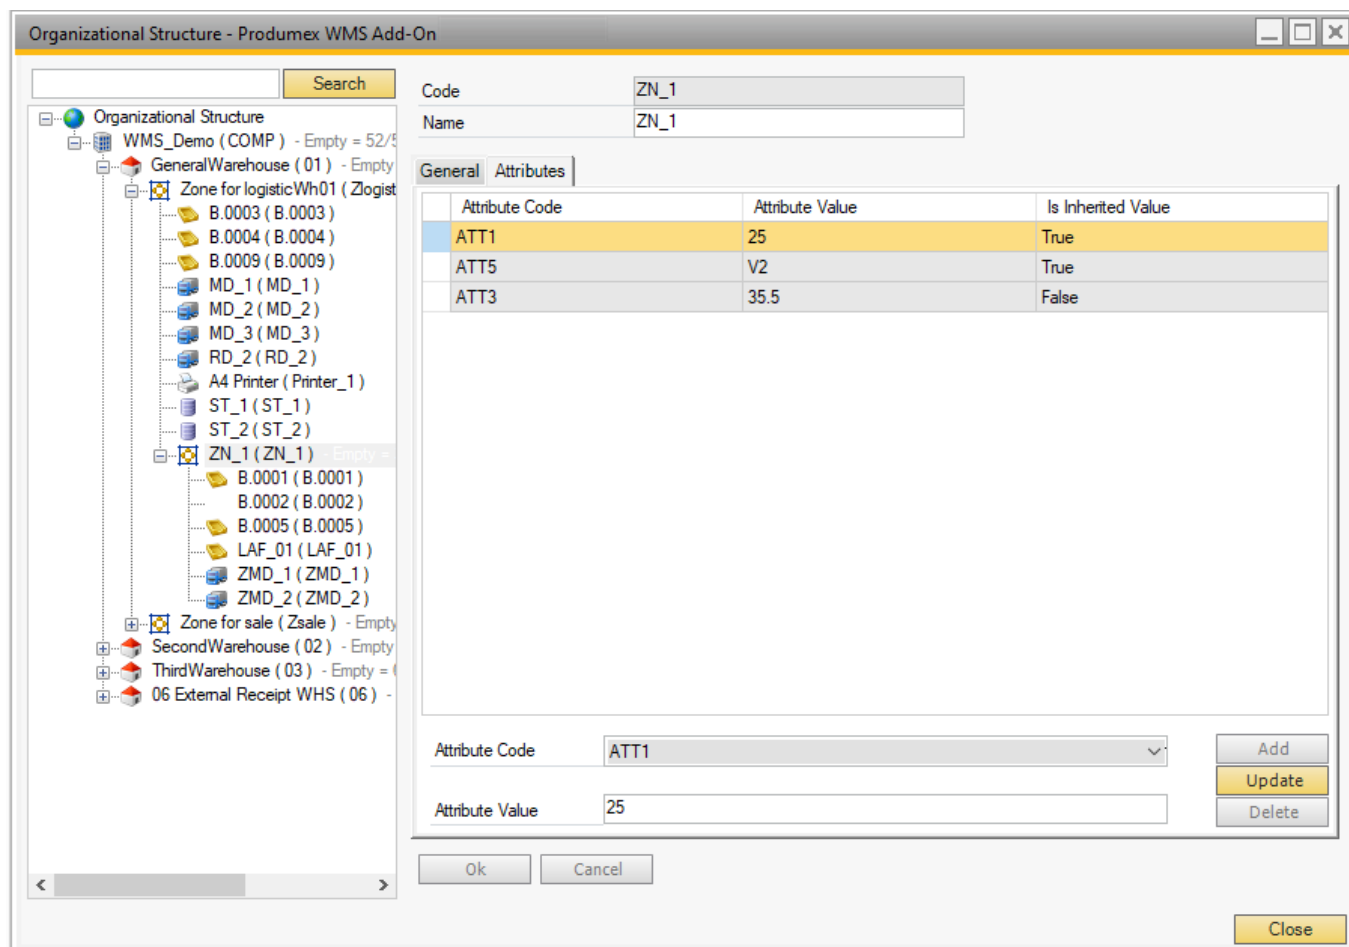 Organizational Structure - Produmex WMS Add-On
Search
Organizational Structure
WMS_Demo ( COMP ) - Empty = 52/5
GeneralWarehouse ( 01 ) - Empty
Zone for logisticWh01 ( Zlogist
B.0003 ( B.0003 )
B.0004 ( B.0004 )
B.0009 ( B.0009 )
MD_1 ( MD_1 )
MD_2 ( MD_2 )
MD_3 ( MD_3 )
RD_2 ( RD_2 )
A4 Printer ( Printer_1 )
ST_1 ( ST_1 )
ST_2 ( ST_2 )
ZN_1 ( ZN_1 ) - Empty =
B.0001 ( B.0001 )
B.0002 ( B.0002 )
B.0005 ( B.0005 )
LAF_01 ( LAF_01 )
ZMD_1 ( ZMD_1 )
ZMD_2 ( ZMD_2 )
Zone for sale ( Zsale ) - Empty
SecondWarehouse ( 02 ) - Empty
ThirdWarehouse ( 03 ) - Empty =
06 External Receipt WHS ( 06 ) -
Code ZN_1
Name ZN_1
General Attributes
Attribute Code Attribute Value Is Inherited Value
ATT1 25 True
ATT5 V2 True
ATT3 35.5 False
Attribute Code ATT1 Add
Update
Attribute Value 25 Delete
Ok Cancel
Close